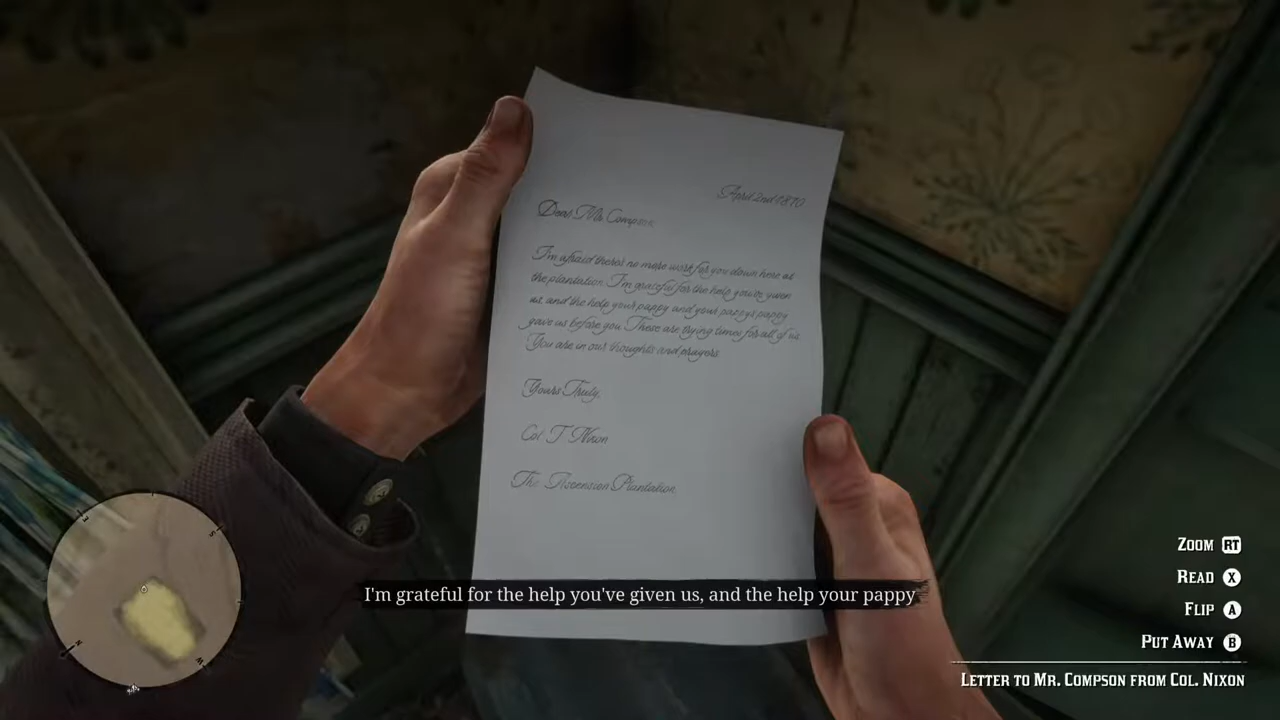 April 2nd 1870
Dear Mr Compson,
I'm afraid there's no more work for you down here at
the plantation. I'm grateful for the help you've given
us, and the help your pappy and your pappy's pappy
gave us before you. These are trying times for all of us.
You are in our thoughts and prayers.
Yours Truly,
Col. T Nixon
The Ascension Plantation
I'm grateful for the help you've given us, and the help your pappy
ZOOM RT
READ X
FLIP A
PUT AWAY B
LETTER TO MR. COMPSON FROM COL. NIXON